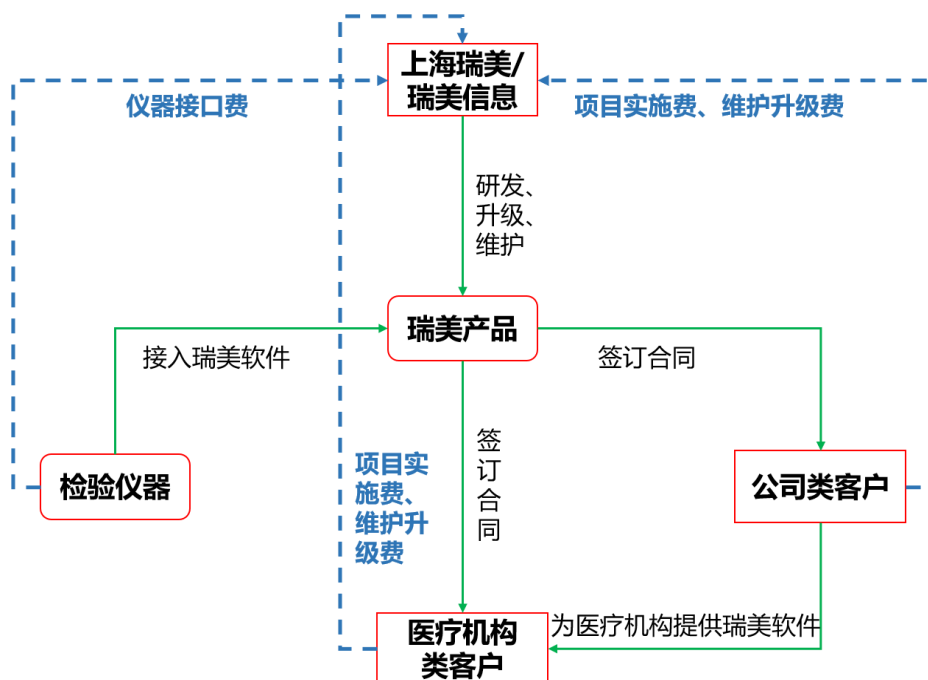 上海瑞美/
瑞美信息
仪器接口费
项目实施费、维护升级费
研发、
升级、
维护
瑞美产品
接入瑞美软件
签订合同
签
订
合
同
项目实
施费、
维护升
级费
检验仪器
公司类客户
医疗机构
类客户
为医疗机构提供瑞美软件